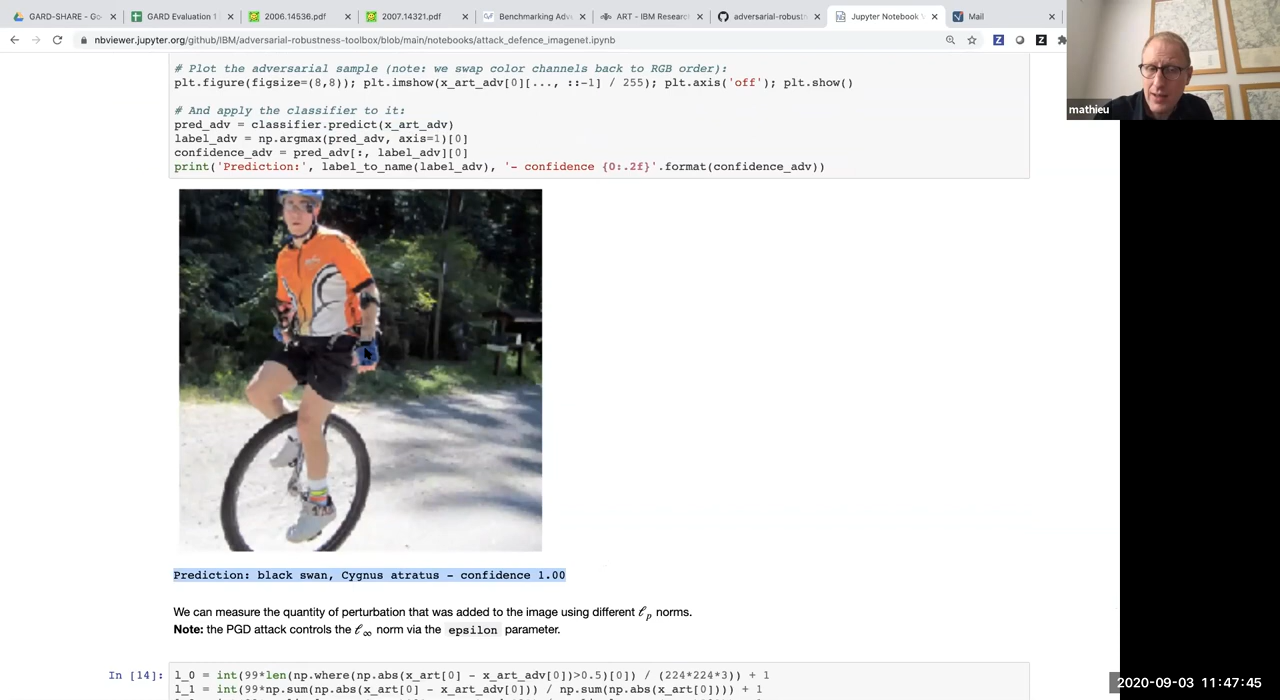 GARD-SHARE - Go
GARD Evaluation 1
2006.14536.pdf
2007.14321.pdf
Benchmarking Adv
ART - IBM Researc
adversarial-robust
Jupyter Notebook
Mail
nbviewer.jupyter.org/github/IBM/adversarial-robustness-toolbox/blob/main/notebooks/attack_defence_imagenet.ipynb
mathieu
# Plot the adversarial sample (note: we swap color channels back to RGB order):
plt.figure(figsize=(8,8)); plt.imshow(x_art_adv[0][..., ::-1] / 255); plt.axis('off'); plt.show()
# And apply the classifier to it:
pred_adv = classifier.predict(x_art_adv)
label_adv = np.argmax(pred_adv, axis=1)[0]
confidence_adv = pred_adv[:, label_adv][0]
print('Prediction:', label_to_name(label_adv), '- confidence {0:.2f}'.format(confidence_adv))
Prediction: black swan, Cygnus atratus - confidence 1.00
We can measure the quantity of perturbation that was added to the image using different ℓp norms.
Note: the PGD attack controls the ℓ∞ norm via the epsilon parameter.
In [14]: l_0 = int(99*len(np.where(np.abs(x_art[0] - x_art_adv[0])>0.5)[0]) / (224*224*3)) + 1
l_1 = int(99*np.sum(np.abs(x_art[0] - x_art_adv[0])) / np.sum(np.abs(x_art[0]))) + 1
2020-09-03 11:47:45